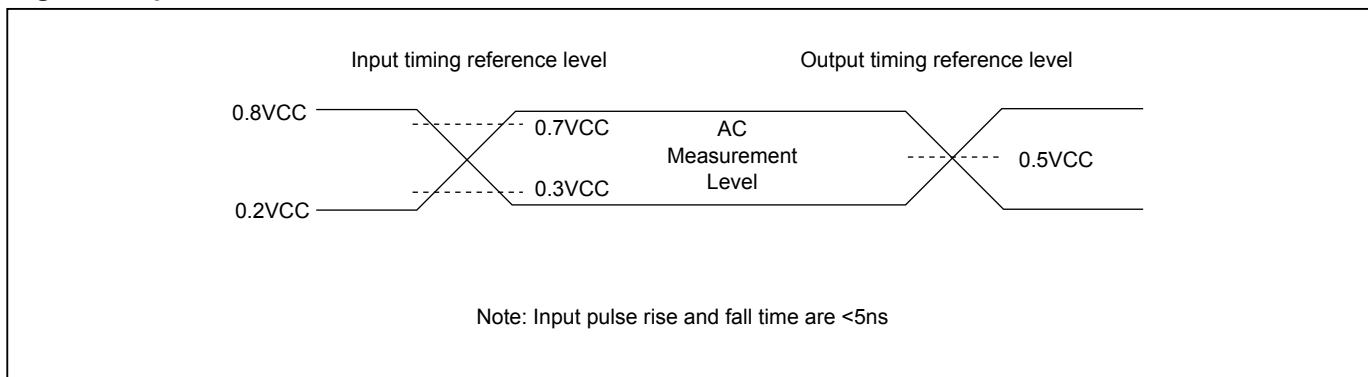 Input timing reference level
Output timing reference level
0.8VCC
0.7VCC
AC
Measurement
Level
0.5VCC
0.3VCC
0.2VCC
Note: Input pulse rise and fall time are <5ns